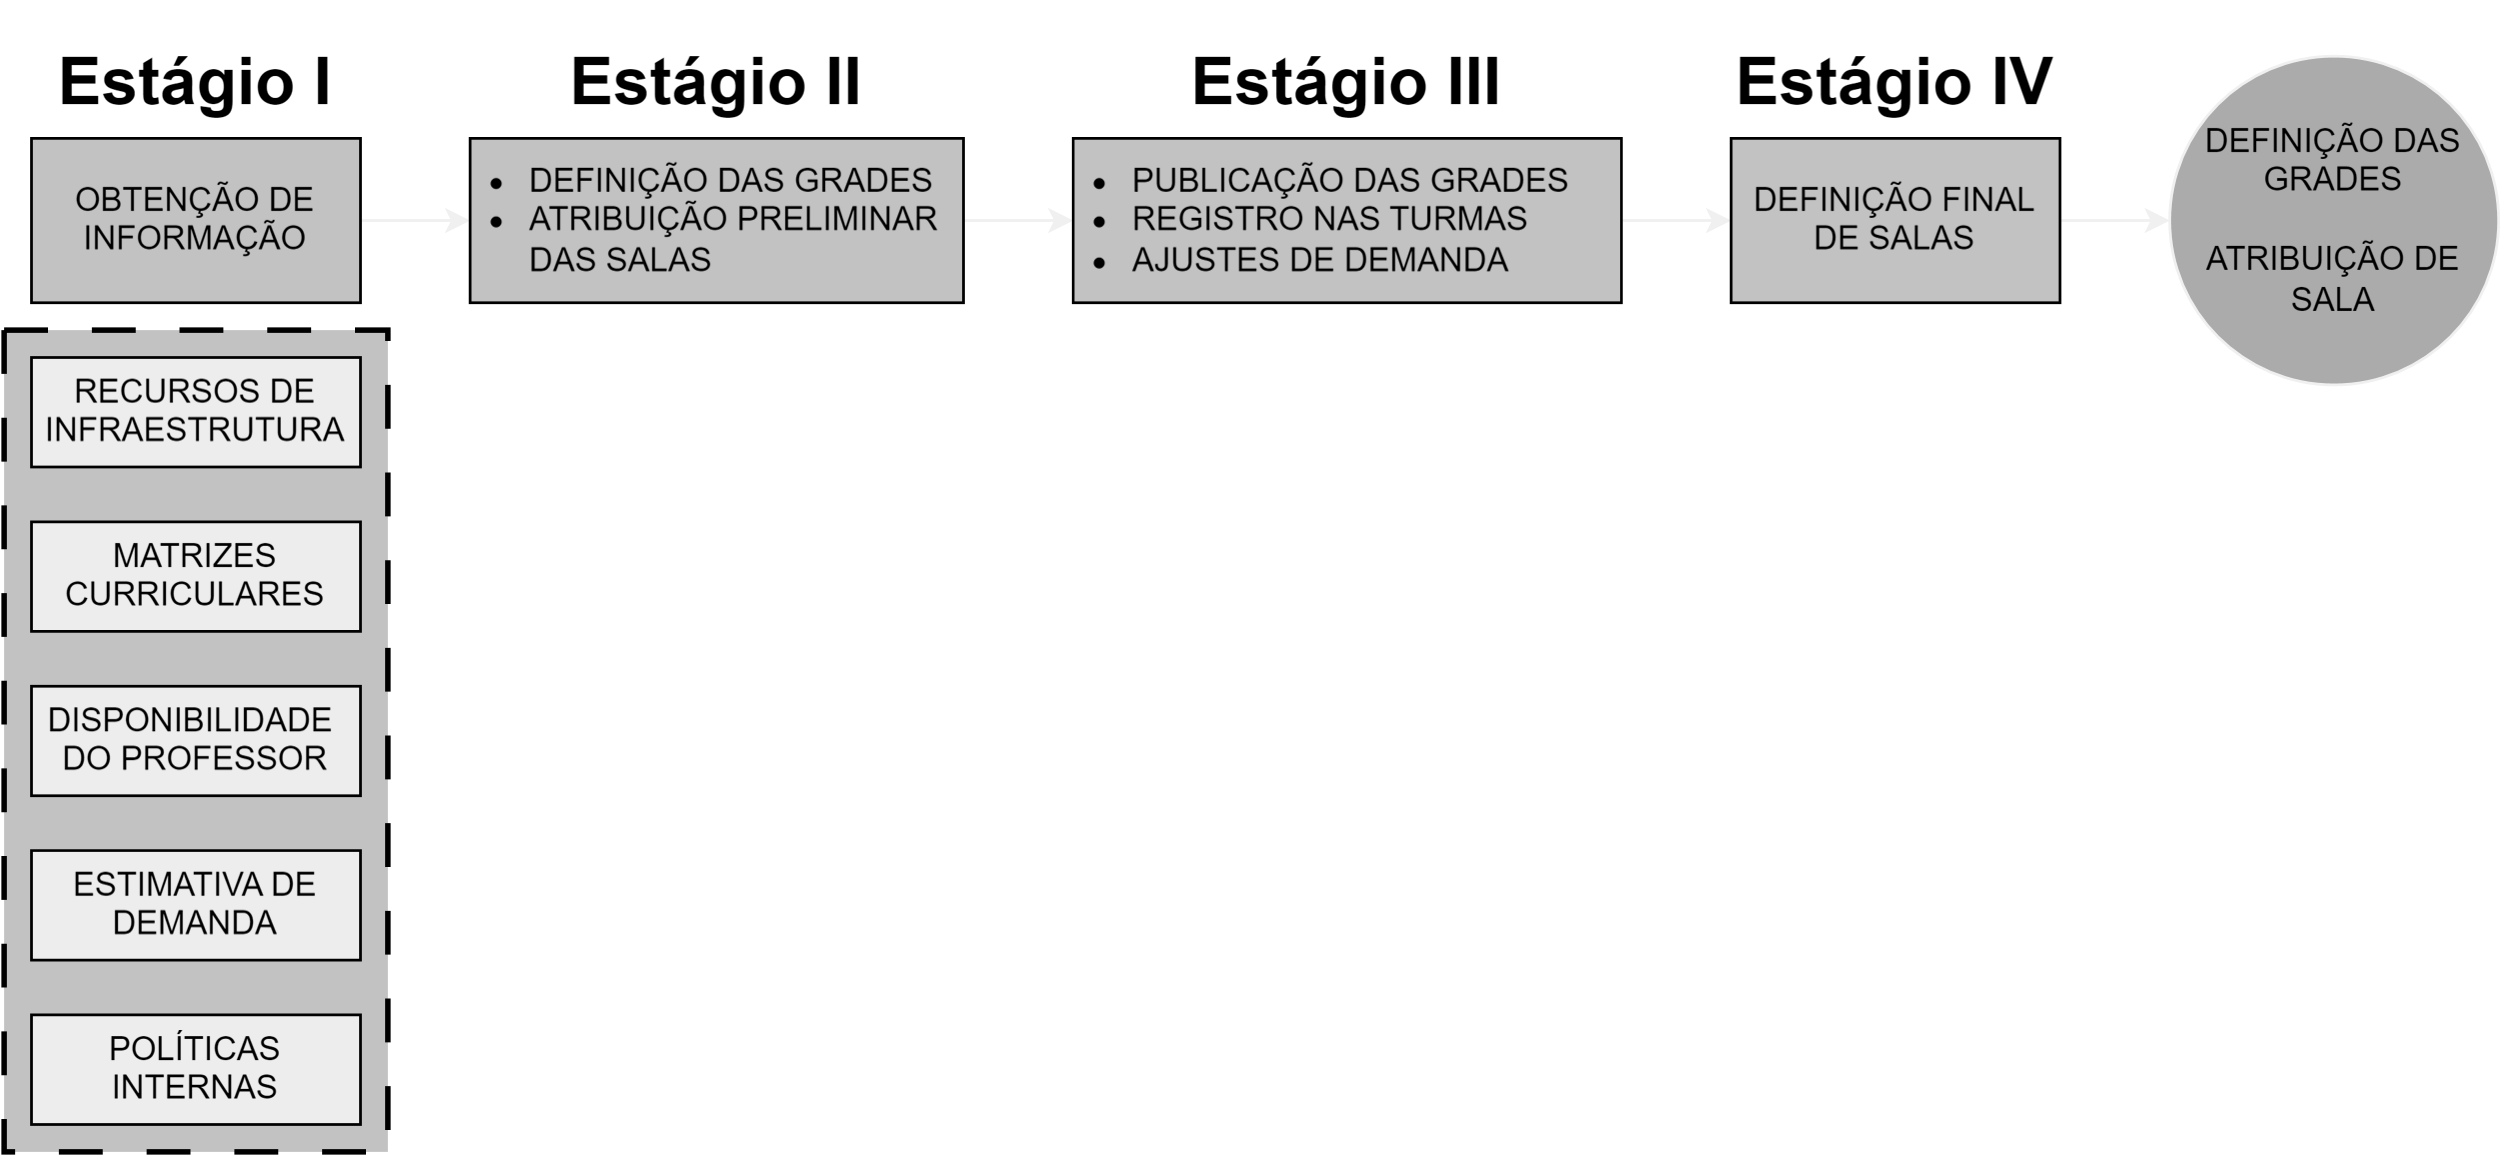 Estágio I
OBTENÇÃO DE
INFORMAÇÃO
Estágio II
• DEFINIÇÃO DAS GRADES
• ATRIBUIÇÃO PRELIMINAR
DAS SALAS
Estágio III
• PUBLICAÇÃO DAS GRADES
• REGISTRO NAS TURMAS
• AJUSTES DE DEMANDA
Estágio IV
DEFINIÇÃO FINAL
DE SALAS
DEFINIÇÃO DAS
GRADES
ATRIBUIÇÃO DE
SALA
RECURSOS DE
INFRAESTRUTURA
MATRIZES
CURRICULARES
DISPONIBILIDADE
DO PROFESSOR
ESTIMATIVA DE
DEMANDA
POLÍTICAS
INTERNAS